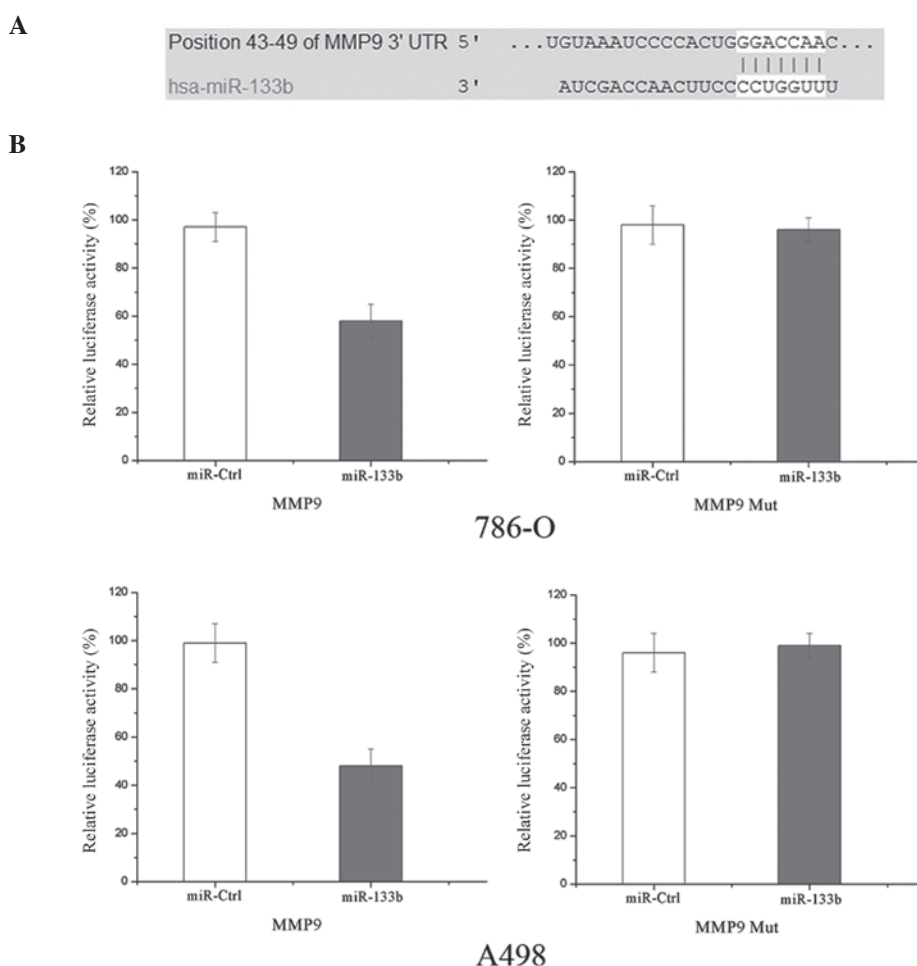 A
Position 43-49 of MMP9 3' UTR 5' ...UGUAAAUCCCCACUGGGACCAAC...
hsa-miR-133b 3' AUCGACCAACUUCCCCUGGUUU
B
Relative luciferase activity (%)
120
100
80
60
40
20
0
miR-Ctrl miR-133b
MMP9
Relative luciferase activity (%)
120
100
80
60
40
20
0
miR-Ctrl miR-133b
MMP9 Mut
786-O
Relative luciferase activity (%)
120
100
80
60
40
20
0
miR-Ctrl miR-133b
MMP9
Relative luciferase activity (%)
120
100
80
60
40
20
0
miR-Ctrl miR-133b
MMP9 Mut
A498